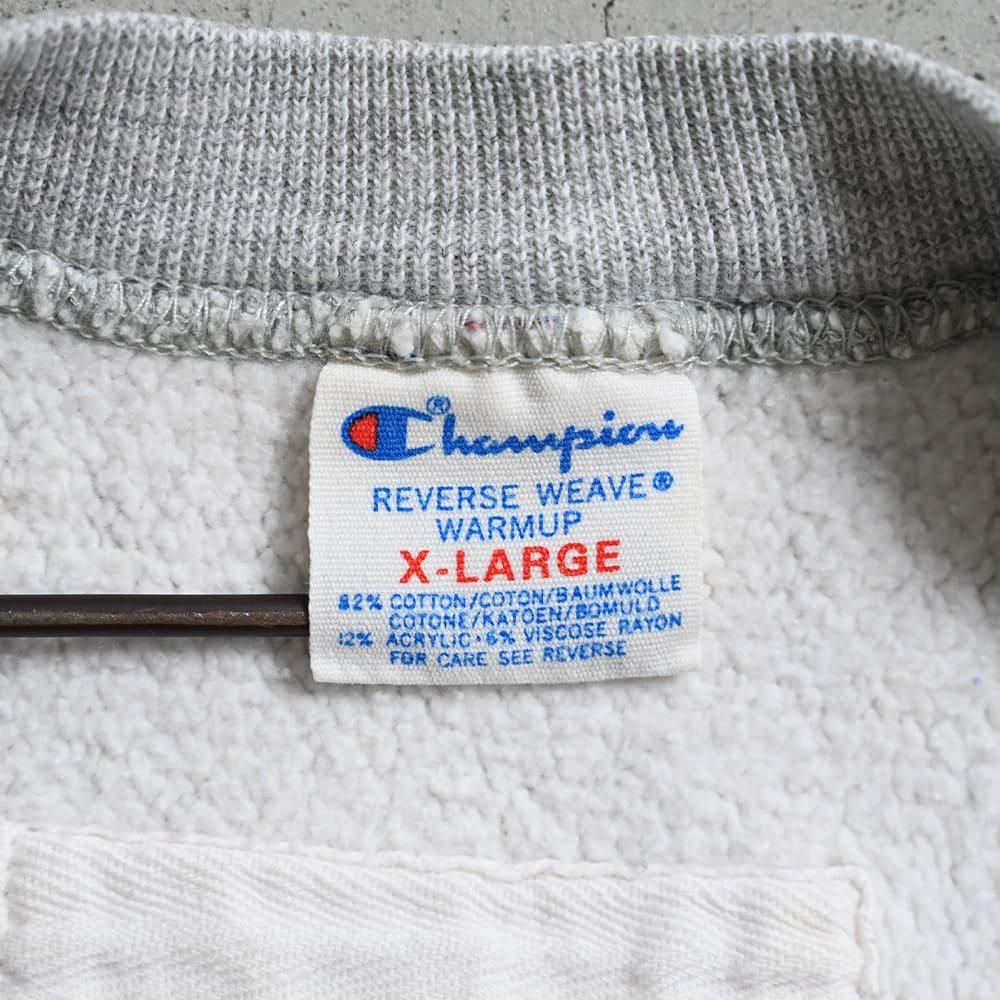 Champion®
REVERSE WEAVE®
WARMUP
X-LARGE
82% COTTON/COTON/BAUMWOLLE
COTONE/KATOEN/BOMULD
12% ACRYLIC·6% VISCOSE RAYON
FOR CARE SEE REVERSE